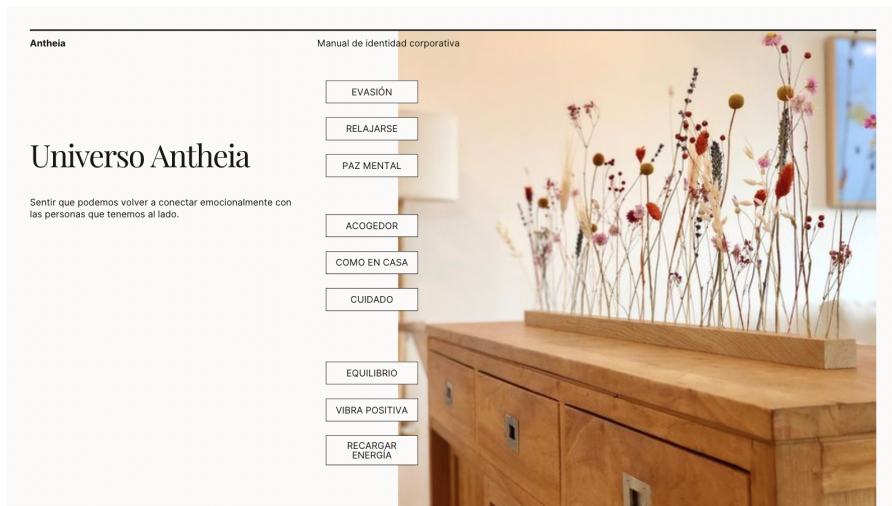 Antheia
Manual de identidad corporativa
Universo Antheia
Sentir que podemos volver a conectar emocionalmente con
las personas que tenemos al lado.
EVASIÓN
RELAJARSE
PAZ MENTAL
ACOGEDOR
COMO EN CASA
CUIDADO
EQUILIBRIO
VIBRA POSITIVA
RECARGAR
ENERGÍA